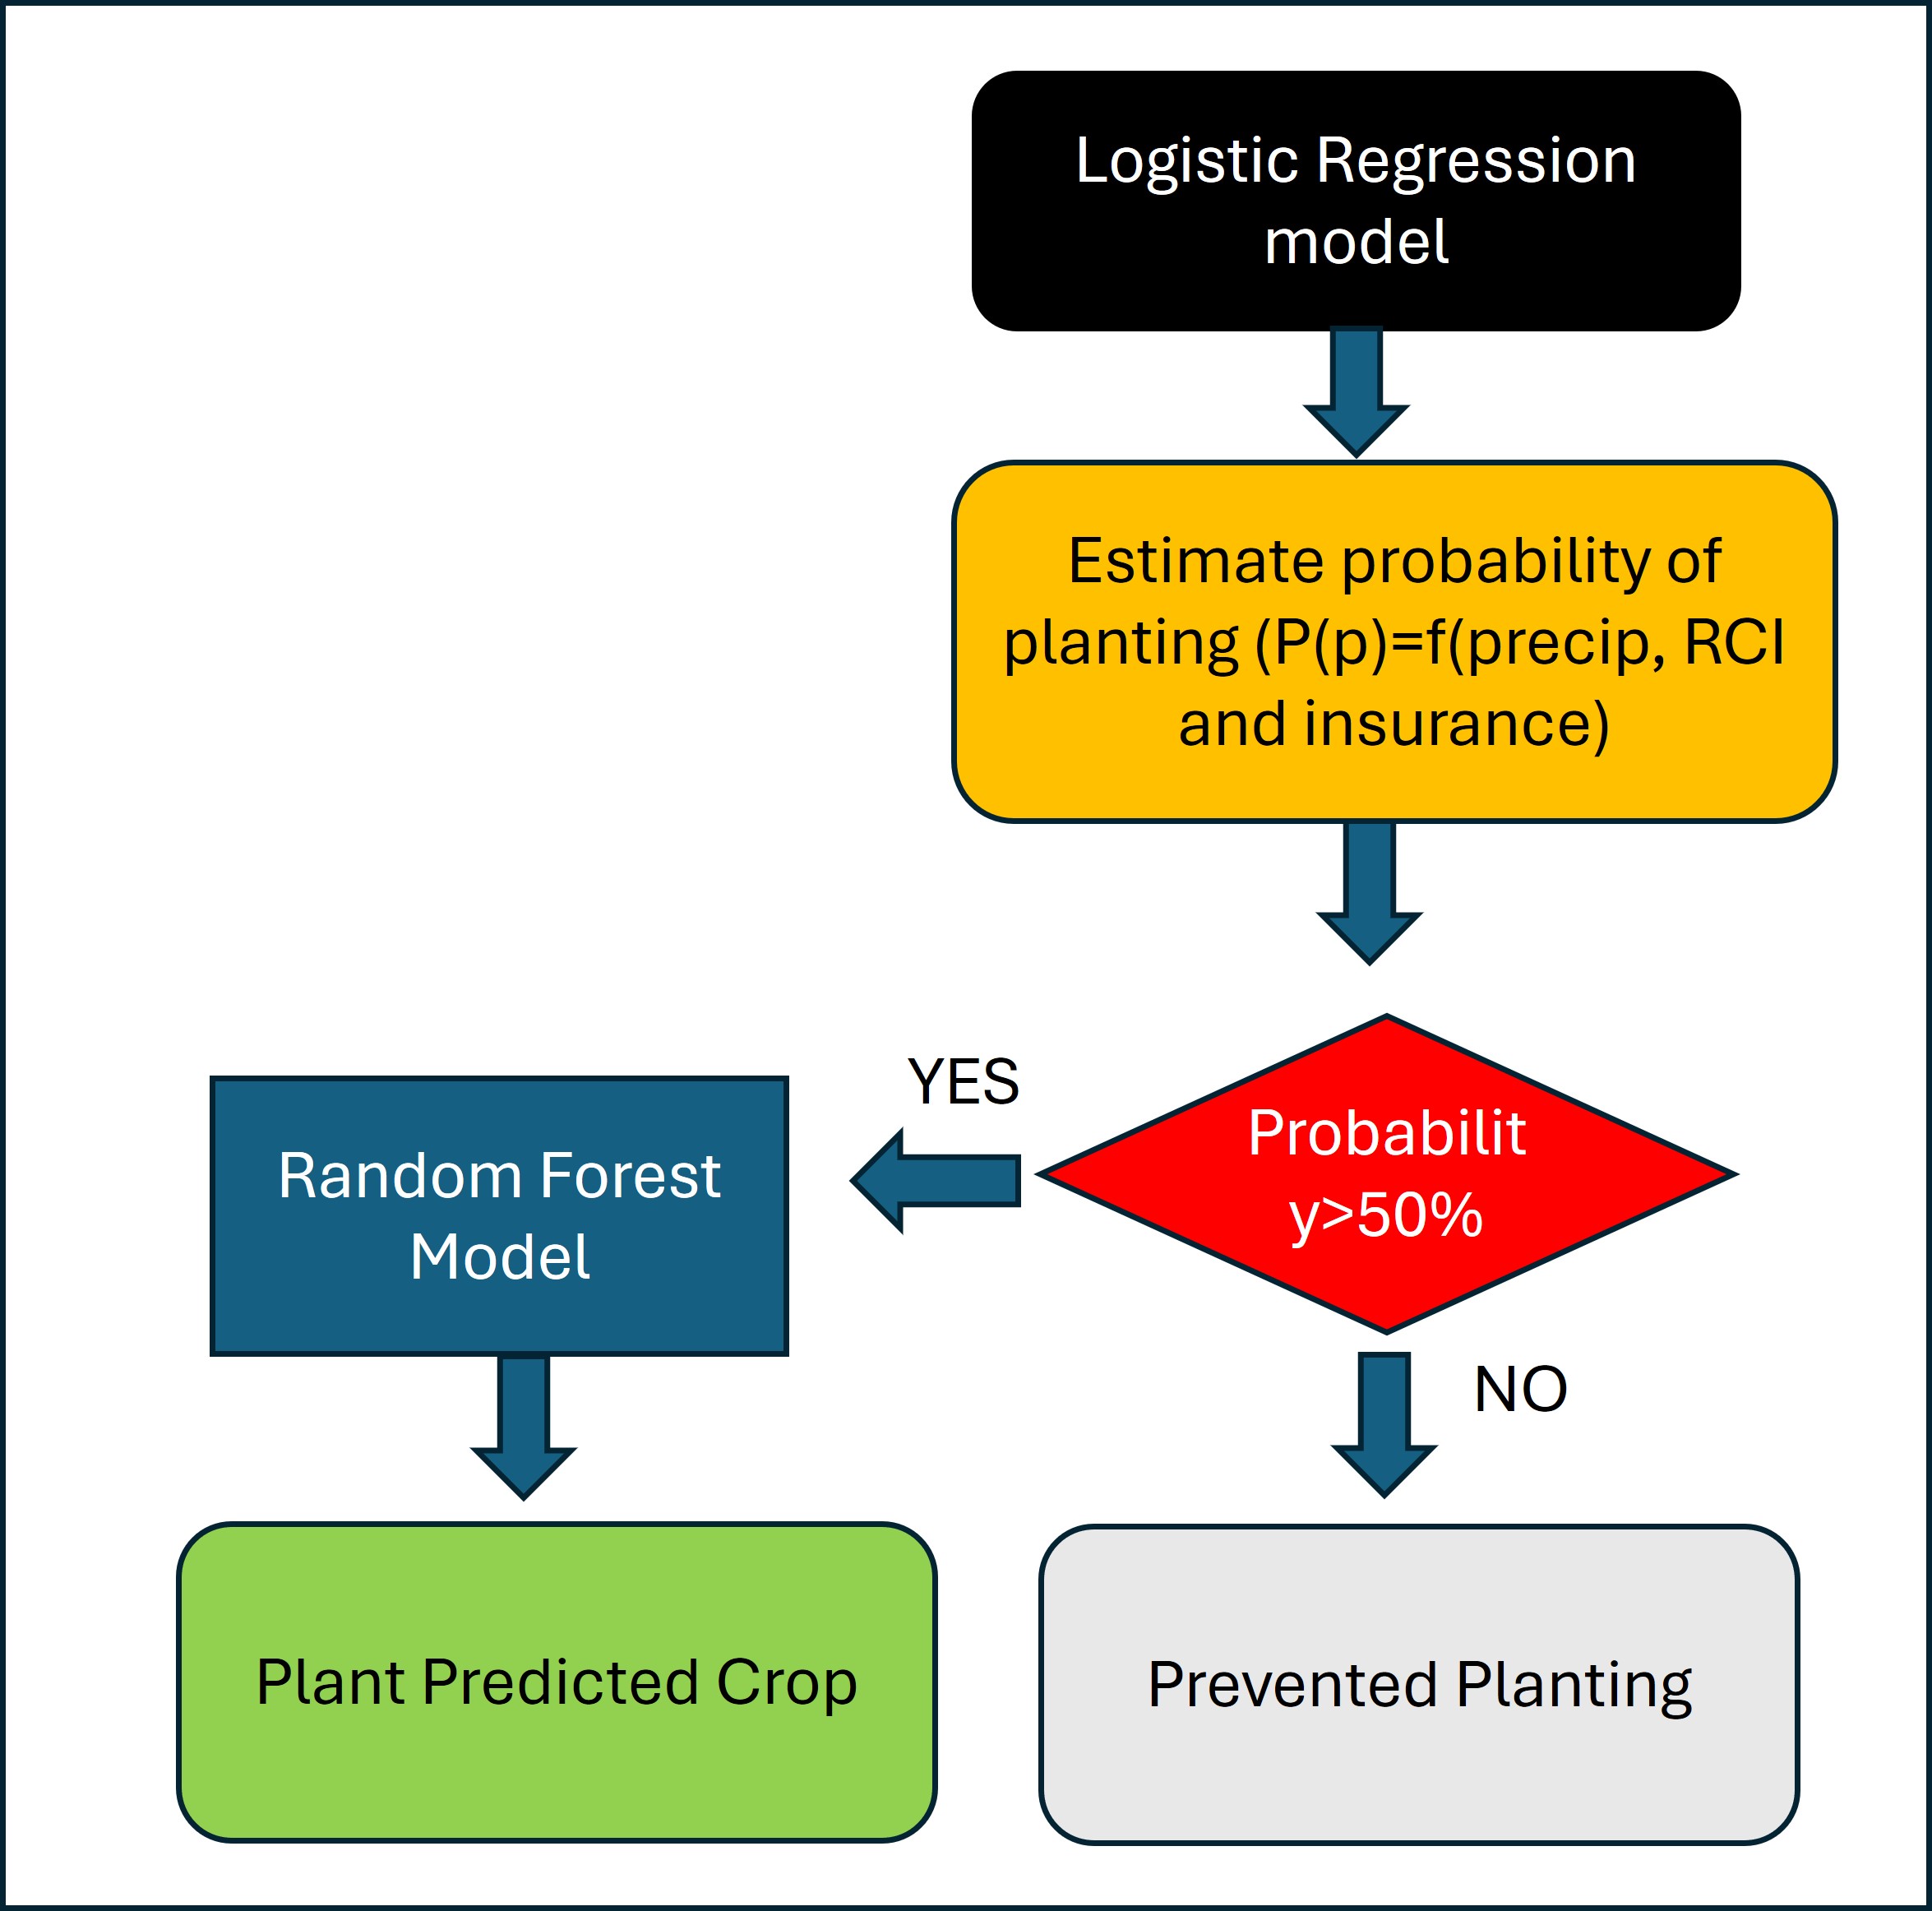 Logistic Regression
model
Estimate probability of
planting (P(p)=f(precip, RCI
and insurance)
YES
Probabilit
y>50%
Random Forest
Model
NO
Plant Predicted Crop
Prevented Planting